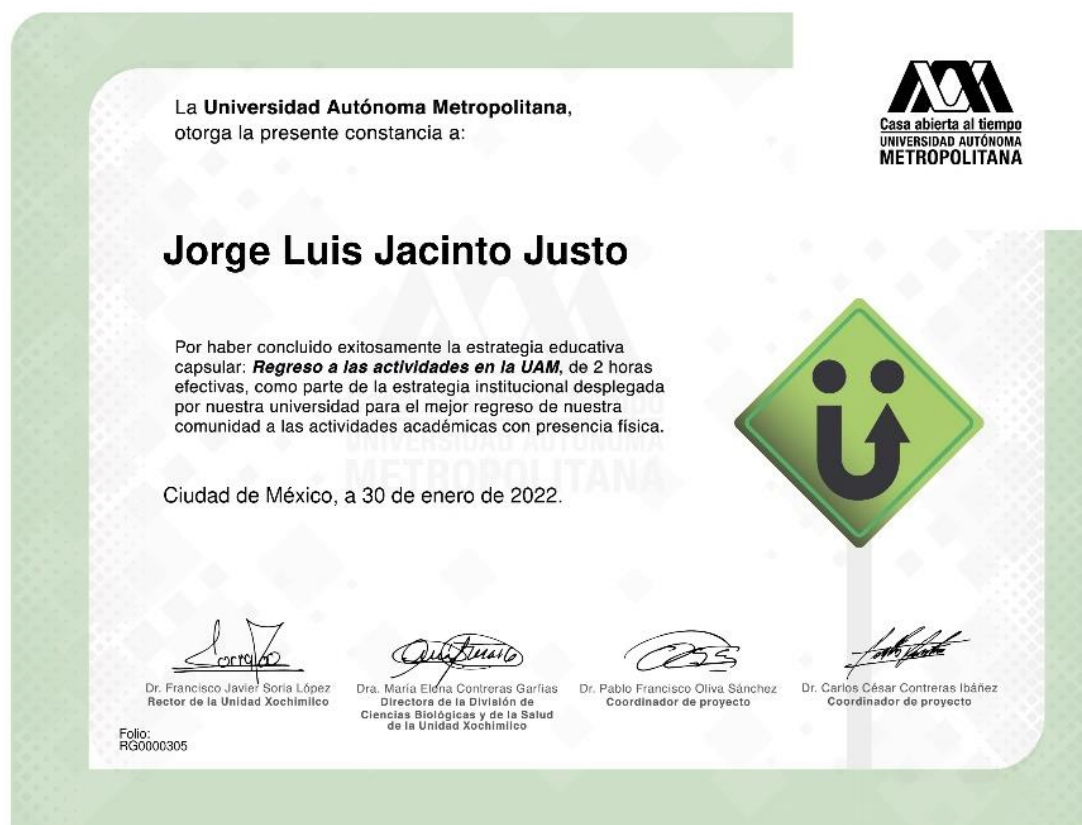 La Universidad Autónoma Metropolitana,
otorga la presente constancia a:
Casa abierta al tiempo
UNIVERSIDAD AUTÓNOMA
METROPOLITANA
Jorge Luis Jacinto Justo
Por haber concluido exitosamente la estrategia educativa
capsular: Regreso a las actividades en la UAM, de 2 horas
efectivas, como parte de la estrategia institucional desplegada
por nuestra universidad para el mejor regreso de nuestra
comunidad a las actividades académicas con presencia física.
UNIVERSIDAD AUTÓNOMA
METROPOLITANA
Ciudad de México, a 30 de enero de 2022.
Dr. Francisco Javier Soria López
Rector de la Unidad Xochimilco
Dra. María Elena Contreras Garfias
Directora de la División de
Ciencias Biológicas y de la Salud
de la Unidad Xochimilco
Dr. Pablo Francisco Oliva Sánchez
Coordinador de proyecto
Dr. Carlos César Contreras Ibáñez
Coordinador de proyecto
Folio:
RG0000305